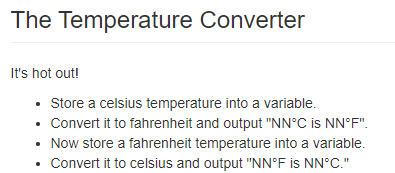 The Temperature Converter
It's hot out!
• Store a celsius temperature into a variable.
• Convert it to fahrenheit and output "NN°C is NN°F".
• Now store a fahrenheit temperature into a variable.
• Convert it to celsius and output "NN°F is NN°C."